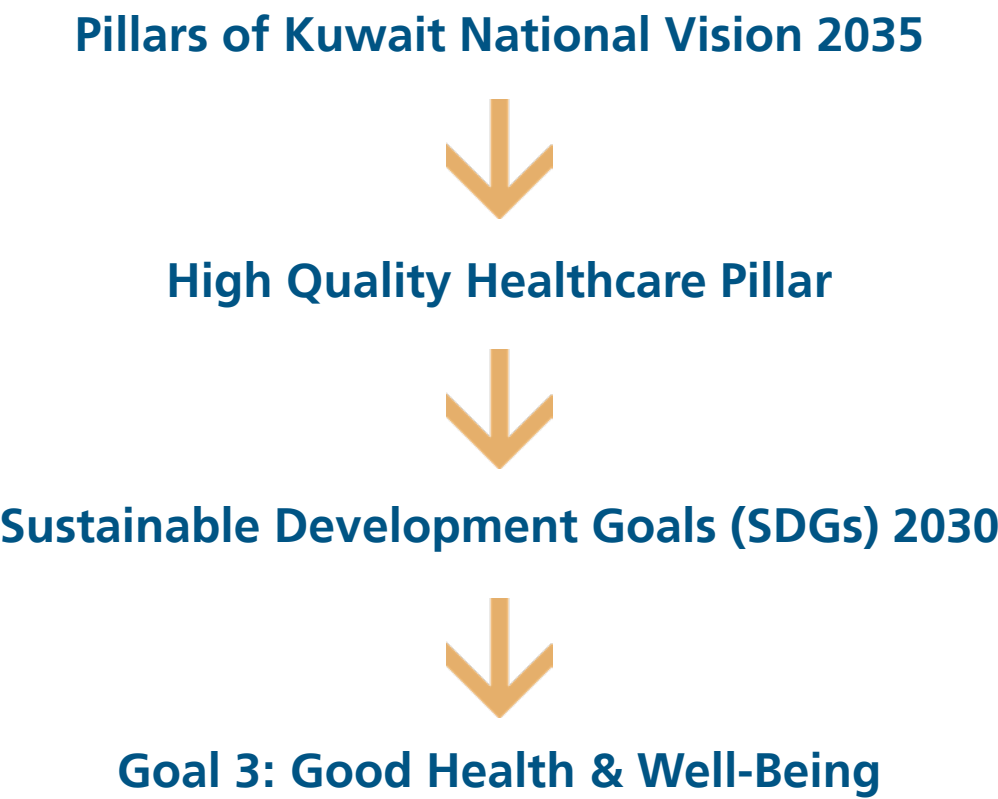 Pillars of Kuwait National Vision 2035
High Quality Healthcare Pillar
Sustainable Development Goals (SDGs) 2030
Goal 3: Good Health & Well-Being